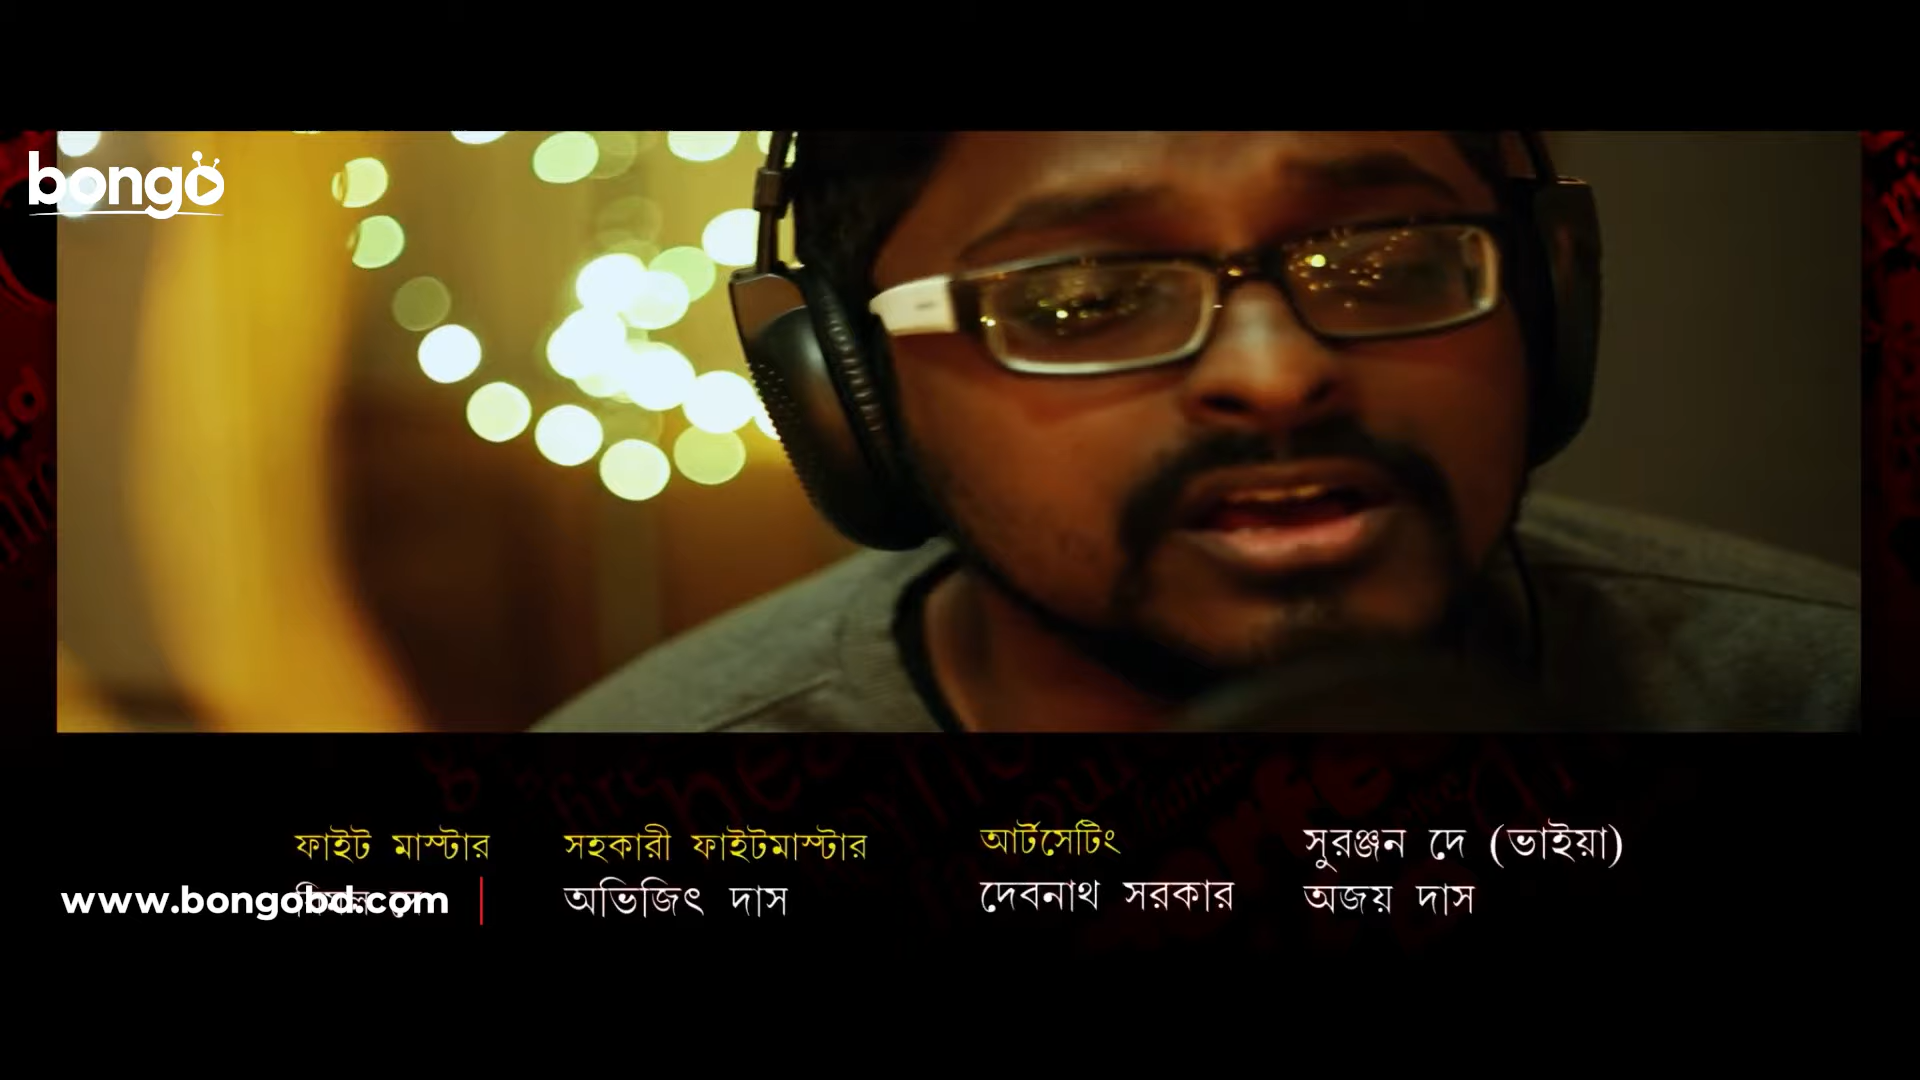 bongo
ফাইট মাস্টার
সহকারী ফাইটমাস্টার
অভিজিৎ দাস
আর্টসেটিং
দেবনাথ সরকার
সুরঞ্জন দে (ভাইয়া)
অজয় দাস
www.bongobd.com